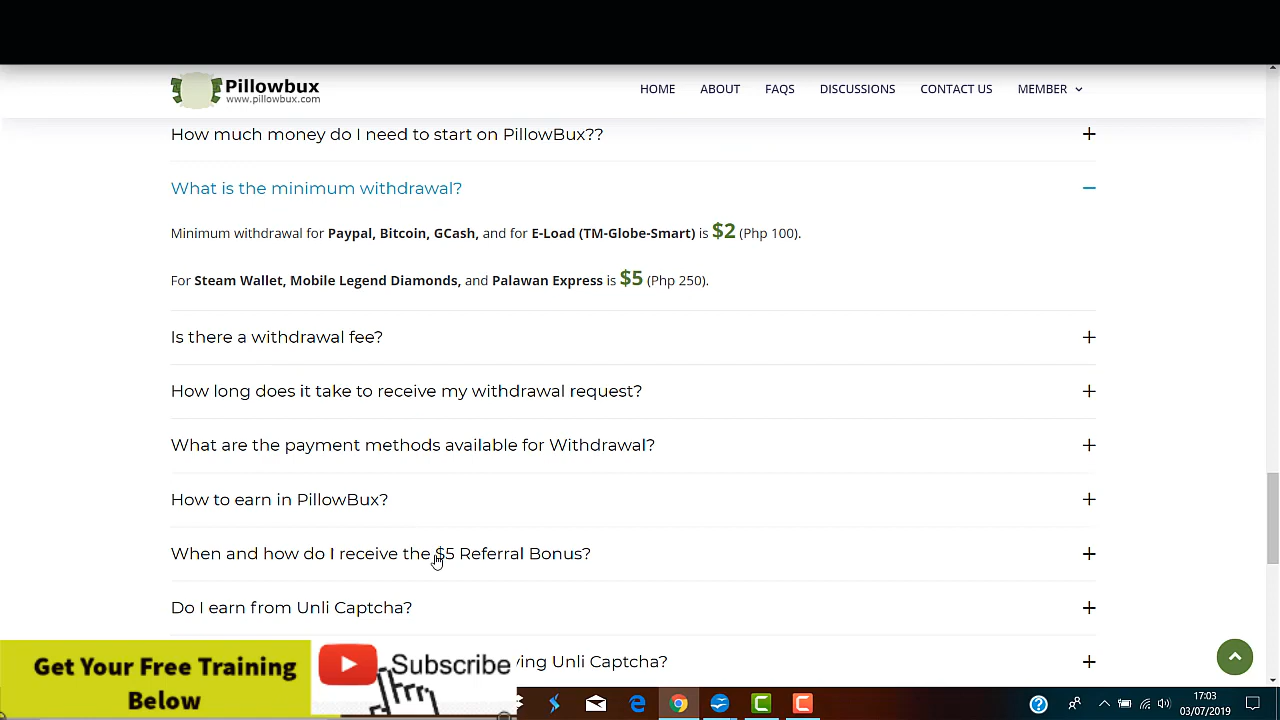 Pillowbux
www.pillowbux.com
HOME ABOUT FAQS DISCUSSIONS CONTACT US MEMBER
How much money do I need to start on PillowBux??
What is the minimum withdrawal?
Minimum withdrawal for Paypal, Bitcoin, GCash, and for E-Load (TM-Globe-Smart) is $2 (Php 100).
For Steam Wallet, Mobile Legend Diamonds, and Palawan Express is $5 (Php 250).
Is there a withdrawal fee?
How long does it take to receive my withdrawal request?
What are the payment methods available for Withdrawal?
How to earn in PillowBux?
When and how do I receive the $5 Referral Bonus?
Do I earn from Unli Captcha?
ying Unli Captcha?
Get Your Free Training
Below
Subscribe
17:03
03/07/2019